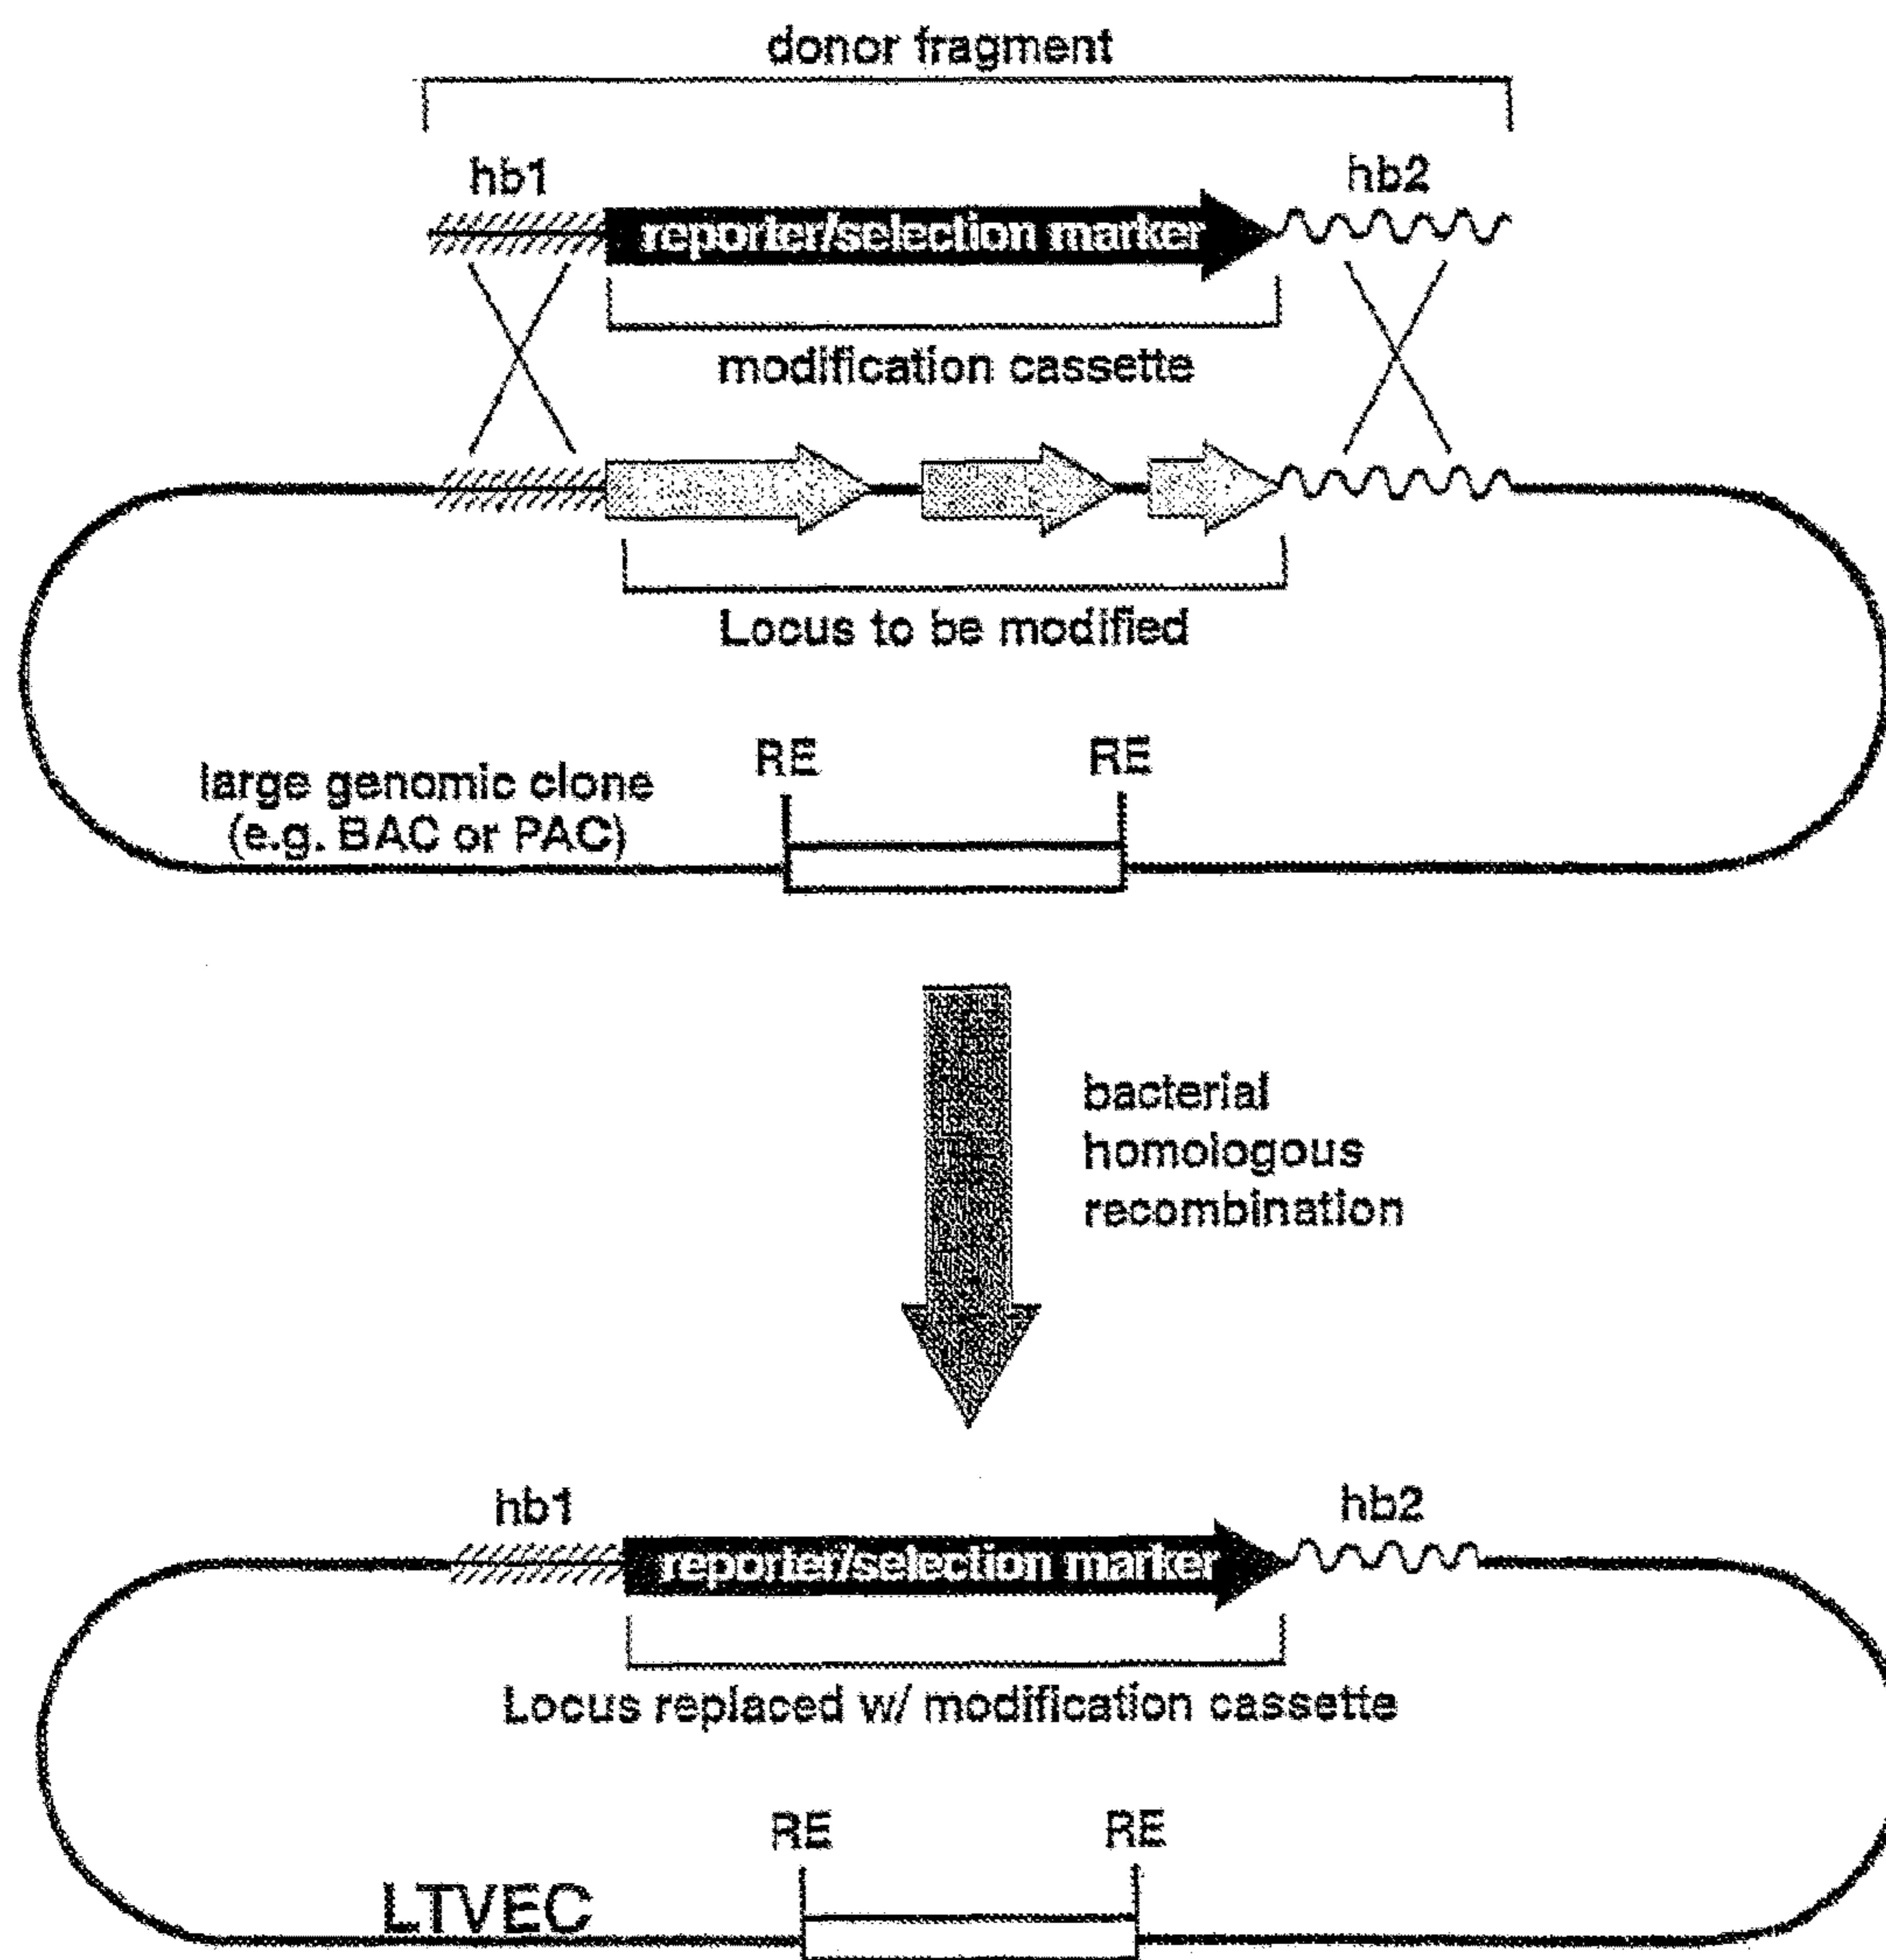 donor fragment
hb1
hb2
reporter/selection marker
modification cassette
Locus to be modified
RE
RE
large genomic clone
(e.g. BAC or PAC)
bacterial
homologous
recombination
hb1
hb2
reporter/selection marker
Locus replaced w/ modification cassette
RE
RE
LTVEC